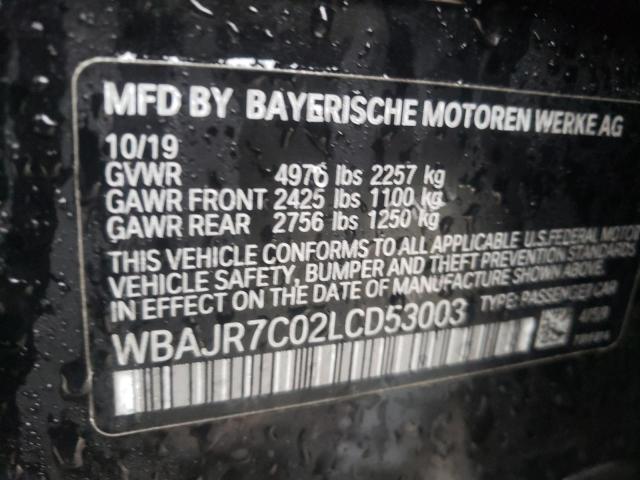 MFD BY BAYERISCHE MOTOREN WERKE AG
10/19
GVWR 4976 lbs 2257 kg
GAWR FRONT 2425 lbs 1100 kg
GAWR REAR 2756 lbs 1250 kg
THIS VEHICLE CONFORMS TO ALL APPLICABLE U.S. FEDERAL MOTOR
VEHICLE SAFETY, BUMPER AND THEFT PREVENTION STANDARDS
IN EFFECT ON THE DATE OF MANUFACTURE SHOWN ABOVE
WBAJR7C02LCD53003 TYPE: PASSENGER CAR